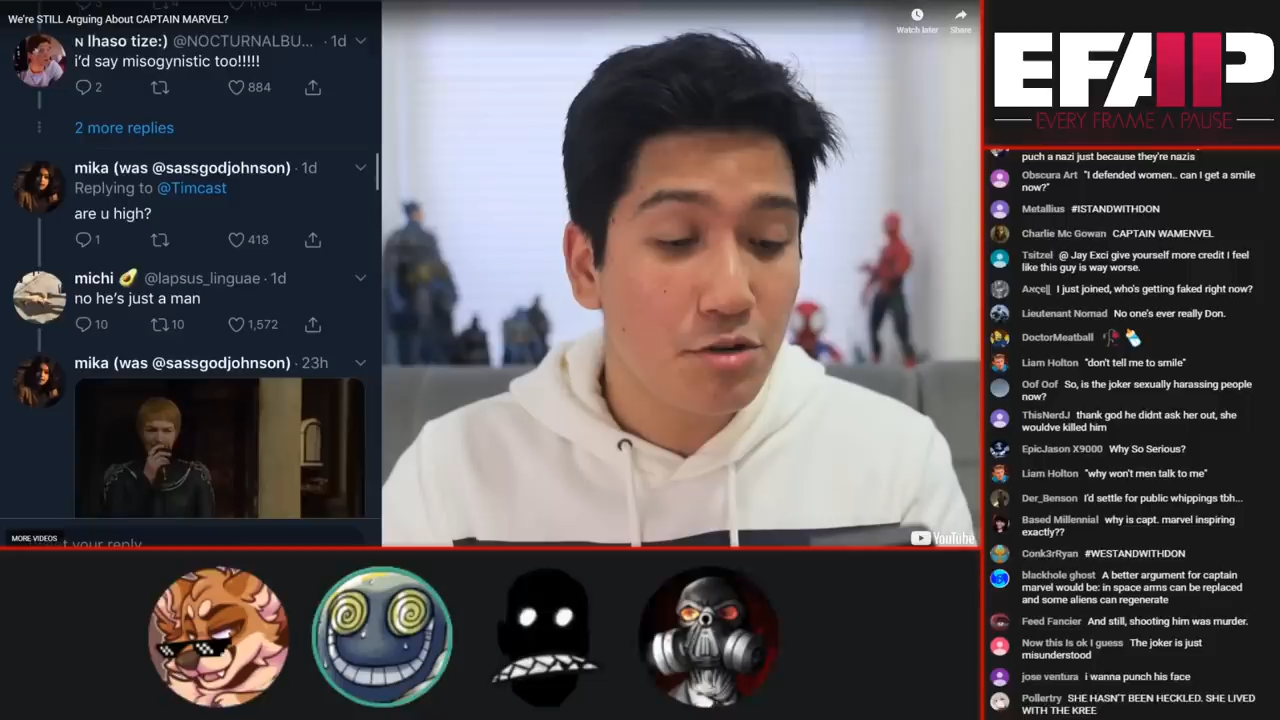 We're STILL Arguing About CAPTAIN MARVEL?
N lhaso tize:) @NOCTURNALBU... · 1d
i'd say misogynistic too!!!!!
2 884
2 more replies
mika (was @sassgodjohnson) · 1d
Replying to @Timcast
are u high?
1 418
michi 🥑 @lapsus_linguae · 1d
no he's just a man
10 10 1,572
mika (was @sassgodjohnson) · 23h
MORE VIDEOS
your reply
Watch later
Share
YouTube
EFAP
EVERY FRAME A PAUSE
puch a nazi just because they're nazis
Obscura Art "I defended women.. can I get a smile
now?"
Metallius #ISTANDWITHDON
Charlie Mc Gowan CAPTAIN WAMENVEL
Tsitzel @ Jay Exci give yourself more credit I feel
like this guy is way worse.
I just joined, who's getting faked right now?
Lieutenant Nomad No one's ever really Don.
DoctorMeatball 🥀🍼
Liam Holton "don't tell me to smile"
Oof Oof So, is the joker sexually harassing people
now?
ThisNerdJ thank god he didnt ask her out, she
wouldve killed him
EpicJason X9000 Why So Serious?
Liam Holton "why won't men talk to me"
Der_Benson I'd settle for public whippings tbh...
Based Millennial why is capt. marvel inspiring
exactly??
Conk3rRyan #WESTANDWITHDON
blackhole ghost A better argument for captain
marvel would be: in space arms can be replaced
and some aliens can regenerate
Feed Fancier And still, shooting him was murder.
Now this Is ok I guess The joker is just
misunderstood
jose ventura i wanna punch his face
Pollertry SHE HASN'T BEEN HECKLED. SHE LIVED
WITH THE KREE